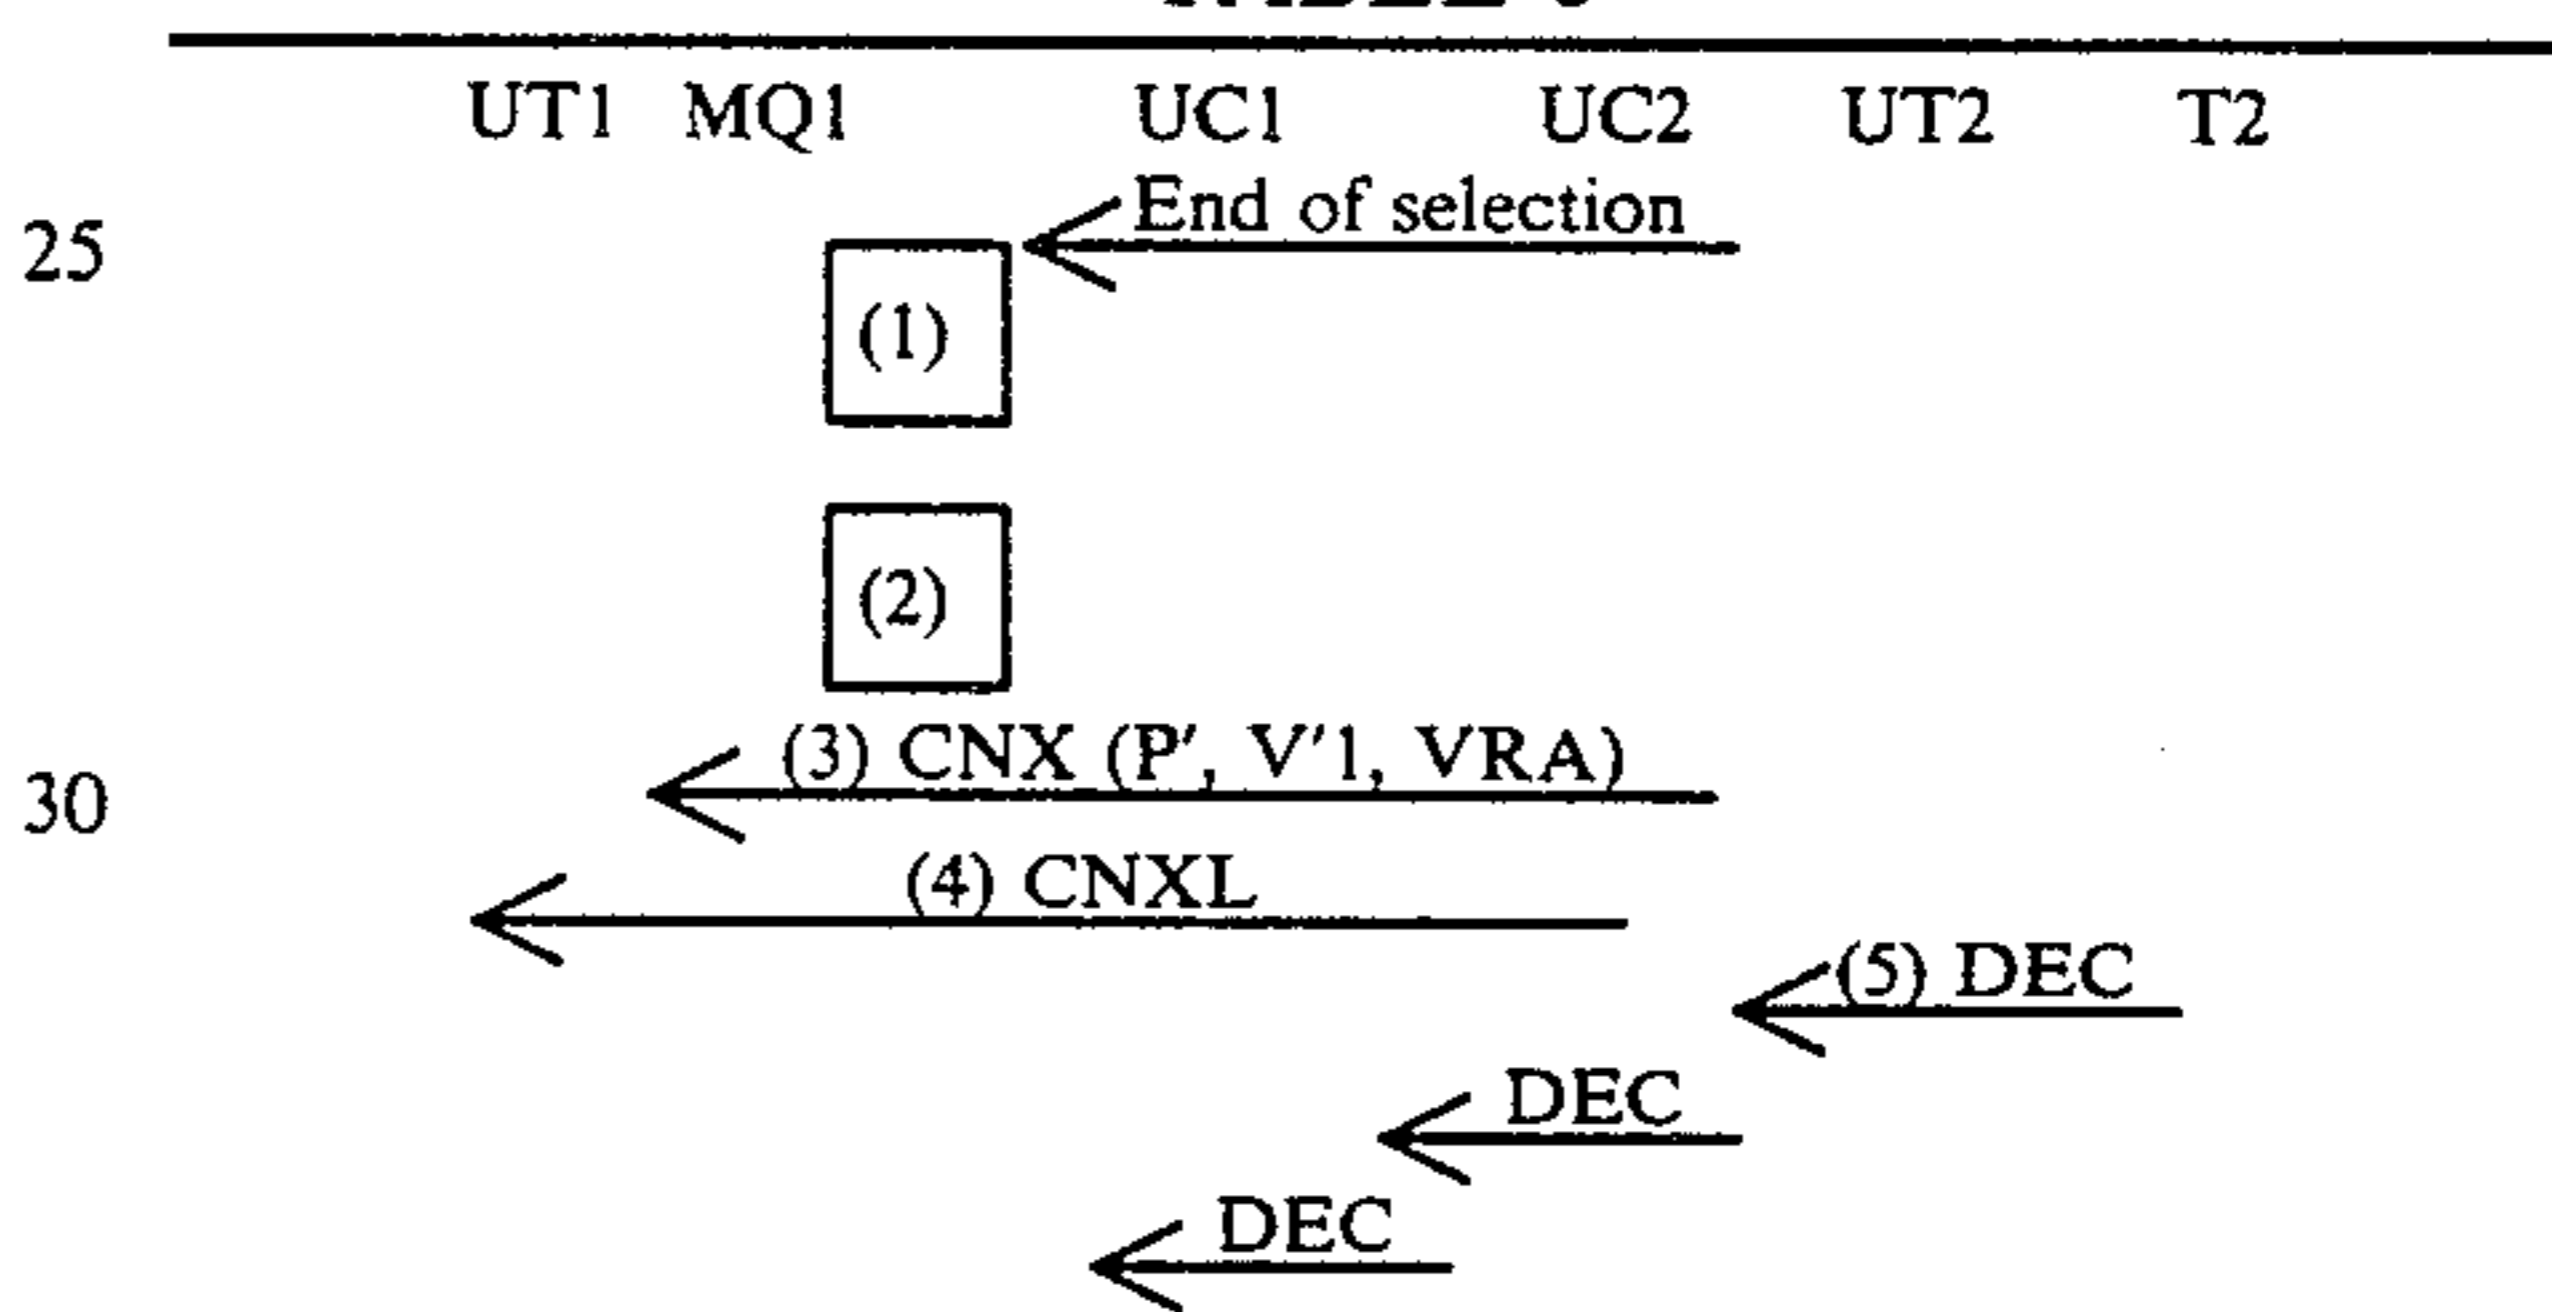 UT1 MQ1 UC1 UC2 UT2 T2
End of selection
25
(1)
(2)
(3) CNX (P′, V′1, VRA)
30
(4) CNXL
(5) DEC
DEC
DEC